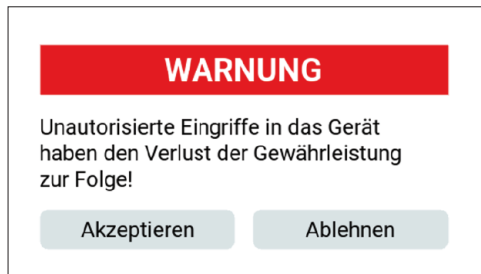 WARNUNG
Unautorisierte Eingriffe in das Gerät
haben den Verlust der Gewährleistung
zur Folge!
Akzeptieren Ablehnen